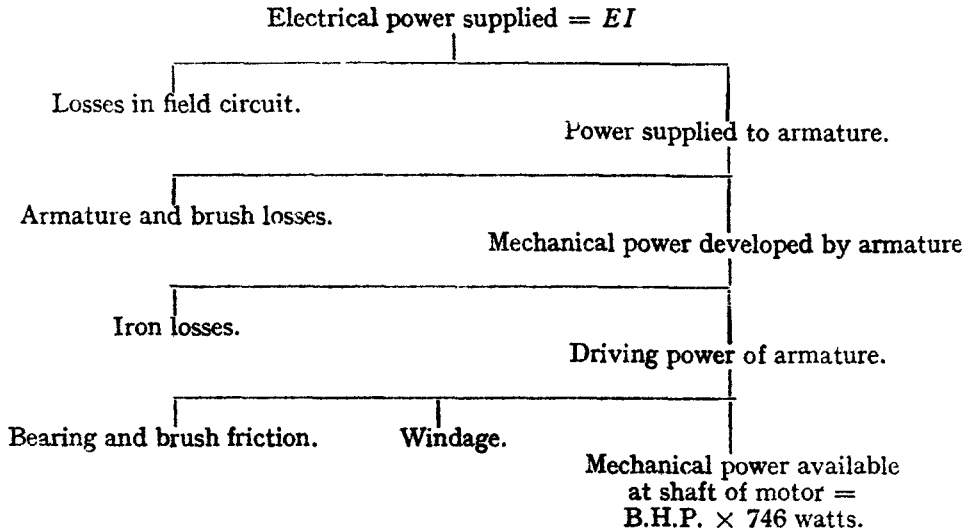 Electrical power supplied = EI
Losses in field circuit.
Power supplied to armature.
Armature and brush losses.
Mechanical power developed by armature
Iron losses.
Driving power of armature.
Bearing and brush friction.
Windage.
Mechanical power available
at shaft of motor =
B.H.P. × 746 watts.